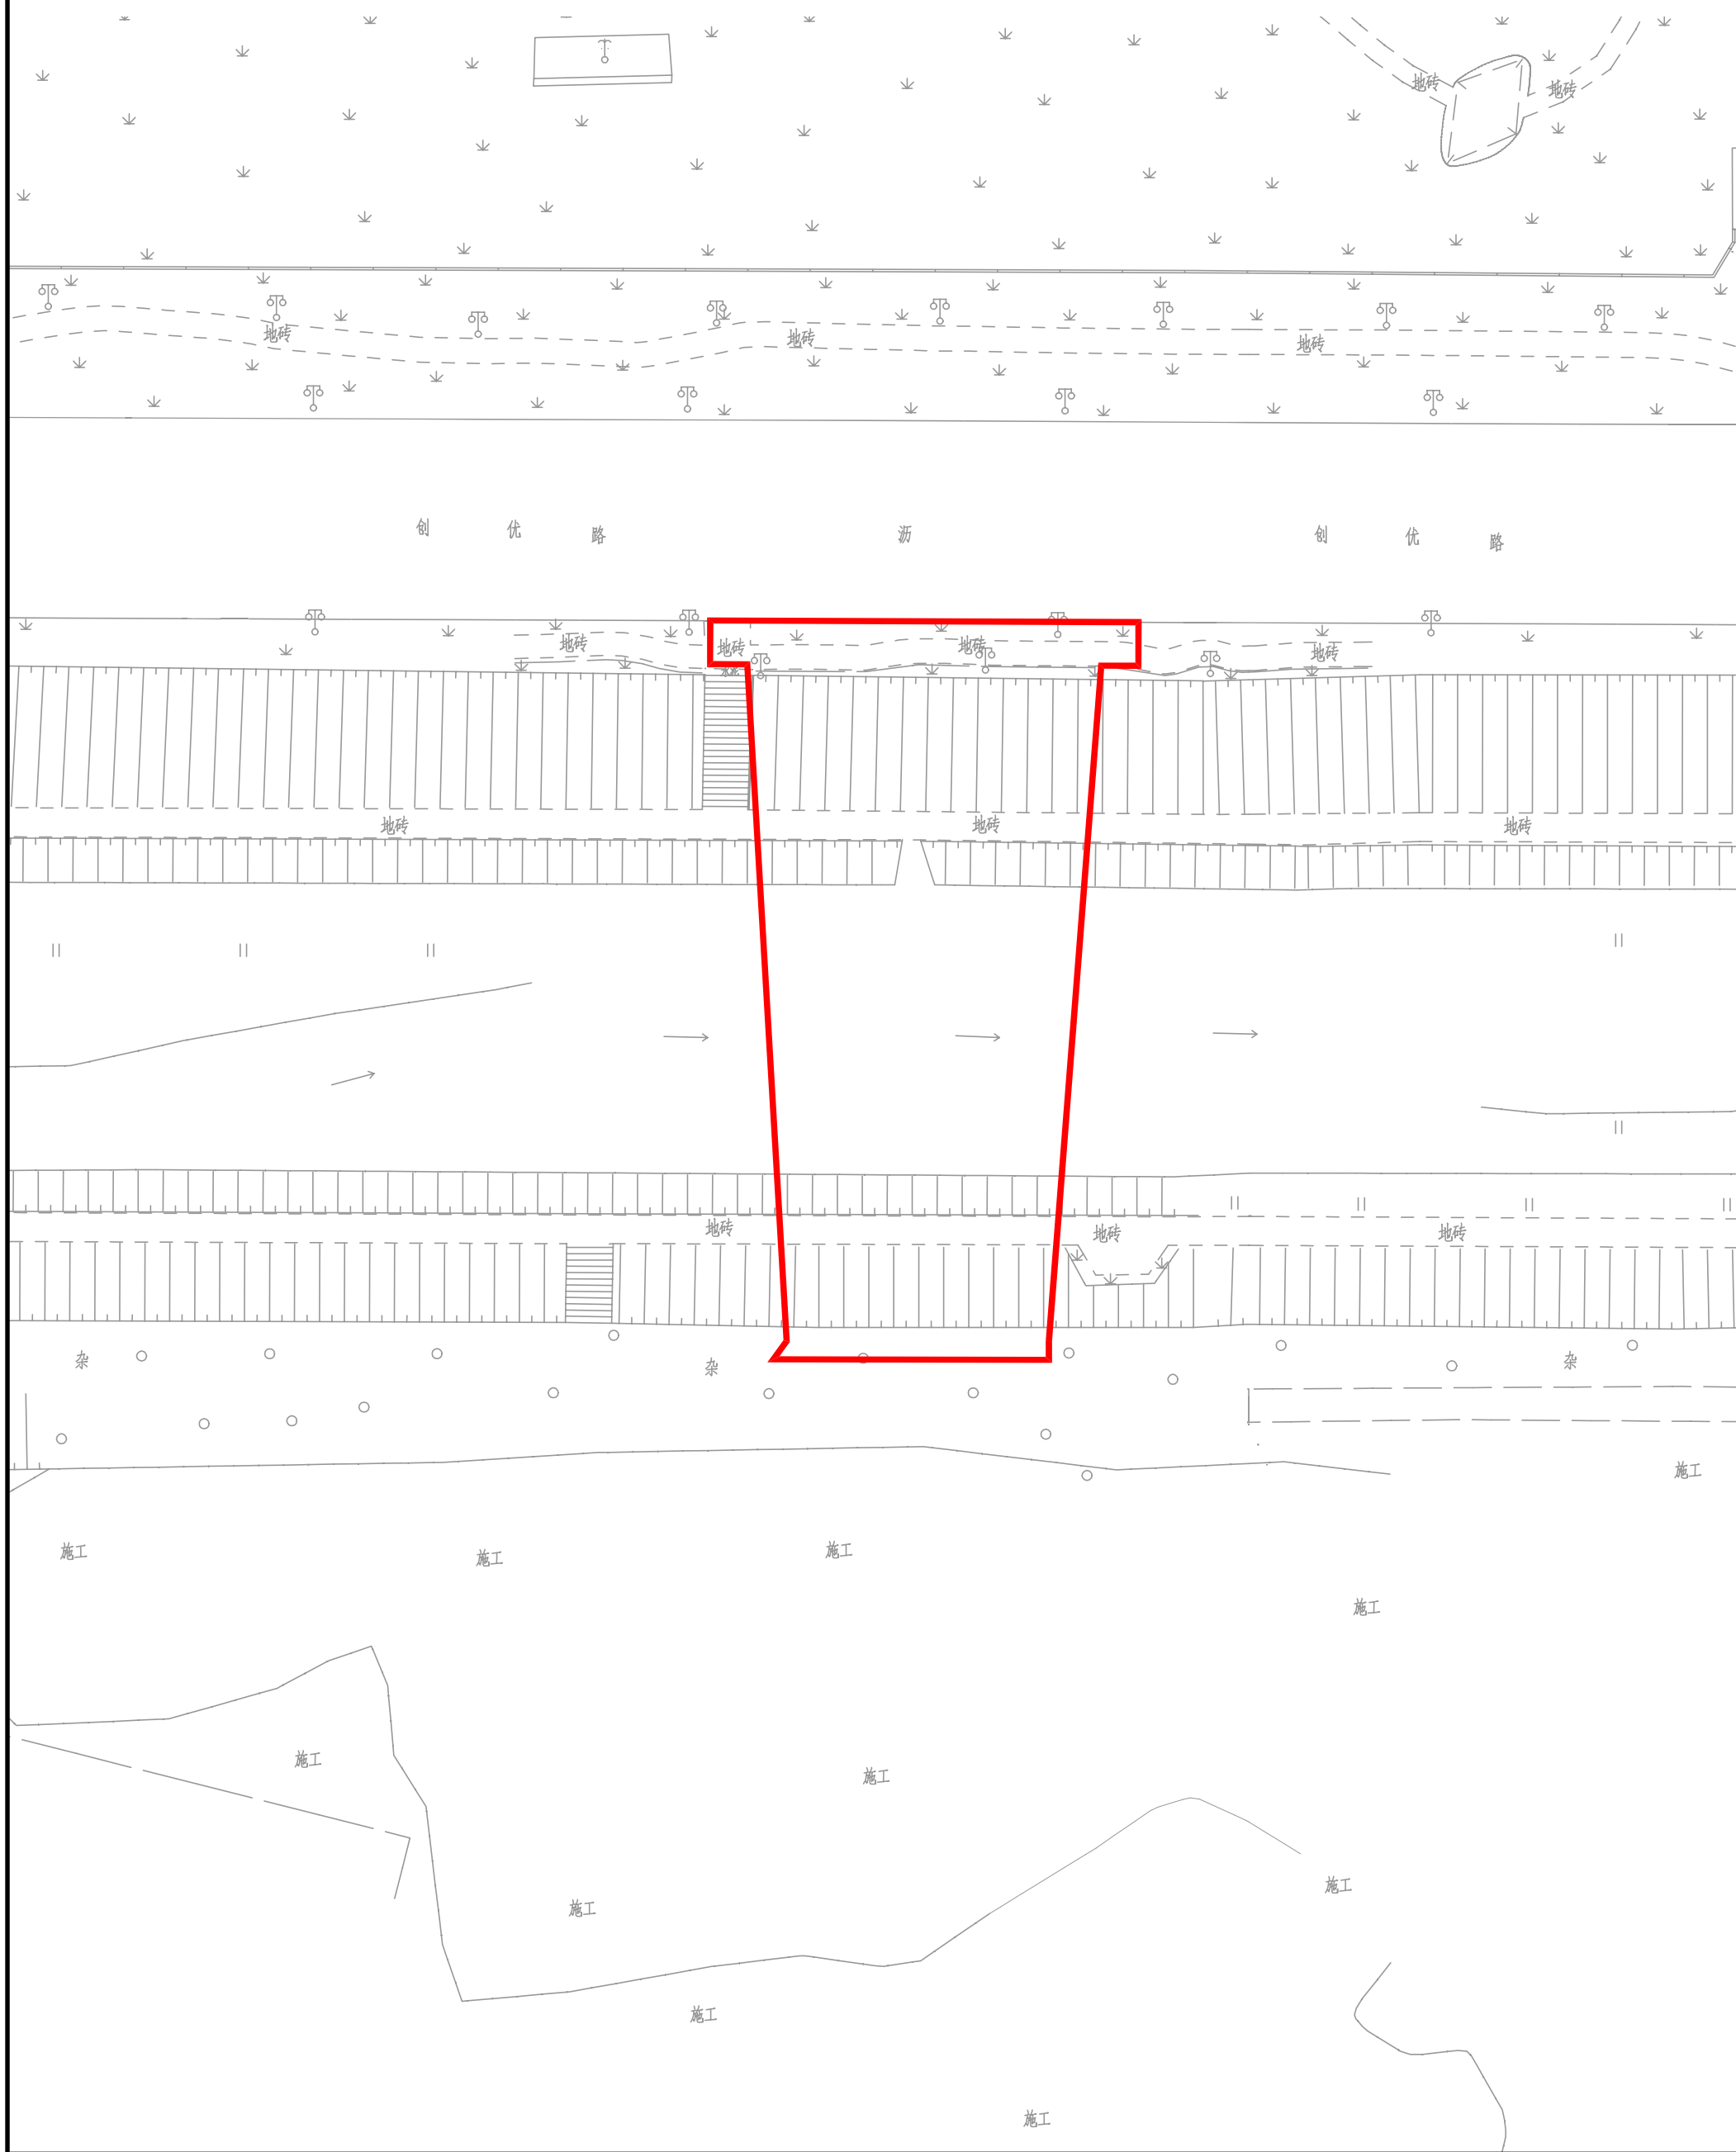 地砖 地砖
地砖 地砖 地砖
创 优 路 沥 创 优 路
地砖 地砖 地砖 地砖
地砖 地砖 地砖
地砖 地砖 地砖
杂 杂 杂
施工
施工 施工 施工
施工
施工 施工
施工 施工
施工
施工